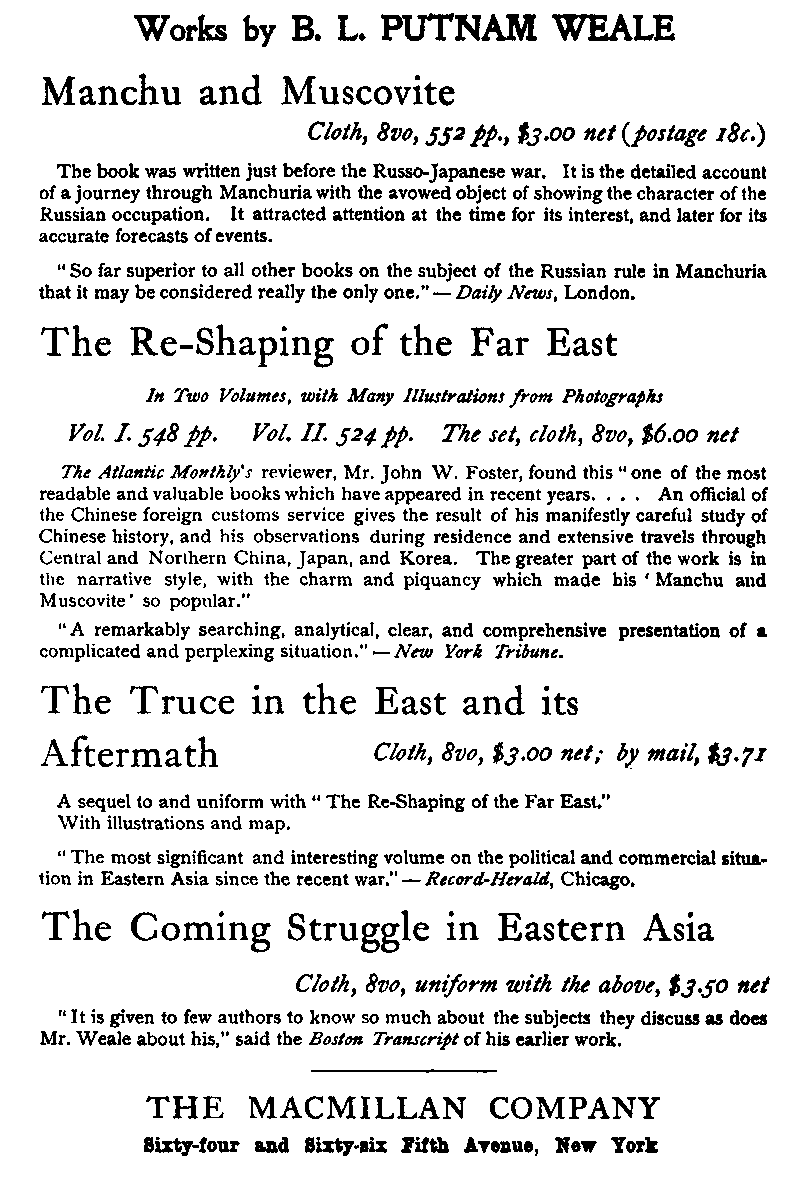 Works by B. L. PUTNAM WEALE
Manchu and Muscovite
Cloth, 8vo, 552 pp., $3.00 net (postage 18c.)
The book was written just before the Russo-Japanese war. It is the detailed account
of a journey through Manchuria with the avowed object of showing the character of the
Russian occupation. It attracted attention at the time for its interest, and later for its
accurate forecasts of events.
"So far superior to all other books on the subject of the Russian rule in Manchuria
that it may be considered really the only one." — Daily News, London.
The Re-Shaping of the Far East
In Two Volumes, with Many Illustrations from Photographs
Vol. I. 548 pp. Vol. II. 524 pp. The set, cloth, 8vo, $6.00 net
The Atlantic Monthly's reviewer, Mr. John W. Foster, found this "one of the most
readable and valuable books which have appeared in recent years. . . . An official of
the Chinese foreign customs service gives the result of his manifestly careful study of
Chinese history, and his observations during residence and extensive travels through
Central and Northern China, Japan, and Korea. The greater part of the work is in
the narrative style, with the charm and piquancy which made his 'Manchu and
Muscovite' so popular."
"A remarkably searching, analytical, clear, and comprehensive presentation of a
complicated and perplexing situation." — New York Tribune.
The Truce in the East and its
Aftermath Cloth, 8vo, $3.00 net; by mail, $3.71
A sequel to and uniform with "The Re-Shaping of the Far East."
With illustrations and map.
"The most significant and interesting volume on the political and commercial situa-
tion in Eastern Asia since the recent war." — Record-Herald, Chicago.
The Coming Struggle in Eastern Asia
Cloth, 8vo, uniform with the above, $3.50 net
"It is given to few authors to know so much about the subjects they discuss as does
Mr. Weale about his," said the Boston Transcript of his earlier work.
THE MACMILLAN COMPANY
Sixty-four and Sixty-six Fifth Avenue, New York